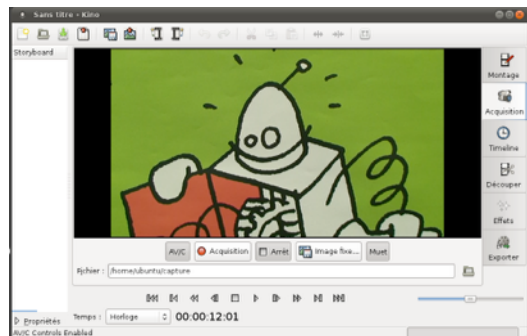 Sans titre - Kino
Storyboard
Montage
Acquisition
Timeline
Découper
Effets
Exporter
AV/C Acquisition Arrêt Image fixe... Muet
Fichier : /home/ubuntu/capture
Propriétés Temps : Horloge 00:00:12:01
AV/C Controls Enabled